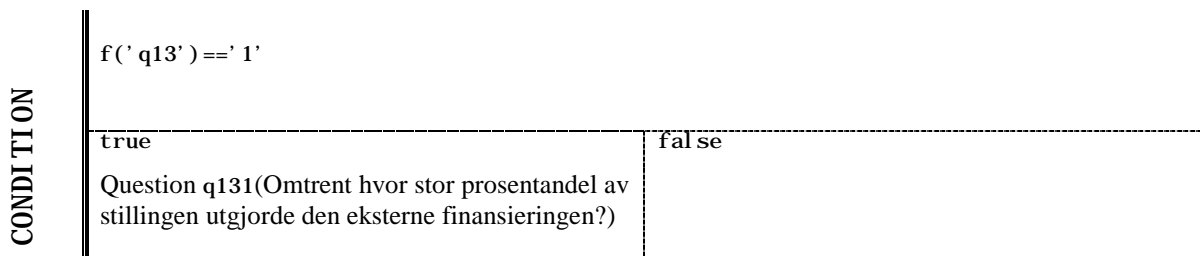 CONDITION
f('q13')=='1'
true
false
Question q131(Omtrent hvor stor prosentandel av
stillingen utgjorde den eksterne finansieringen?)